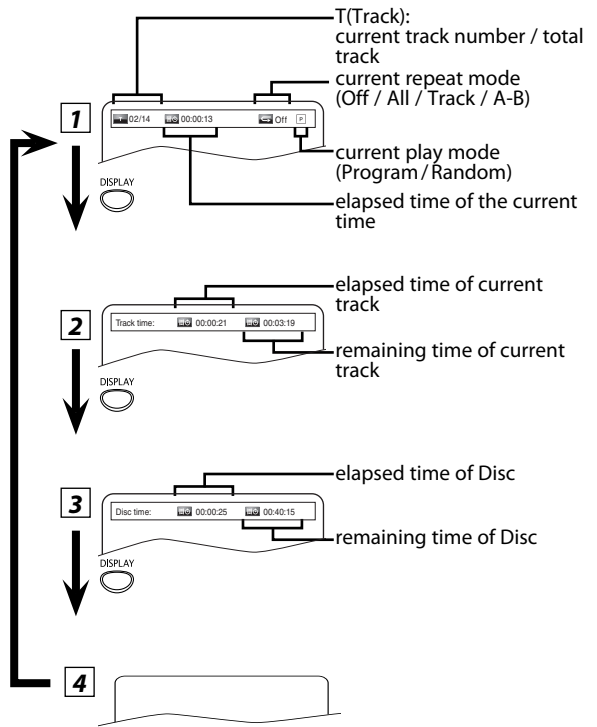 T(Track):
current track number / total
track
current repeat mode
(Off / All / Track / A-B)
1
T 02/14 00:00:13 Off P
current play mode
(Program / Random)
DISPLAY
elapsed time of the current
time
elapsed time of current
track
2
Track time: 00:00:21 00:03:19
remaining time of current
track
DISPLAY
elapsed time of Disc
3
Disc time: 00:00:25 00:40:15
remaining time of Disc
DISPLAY
4